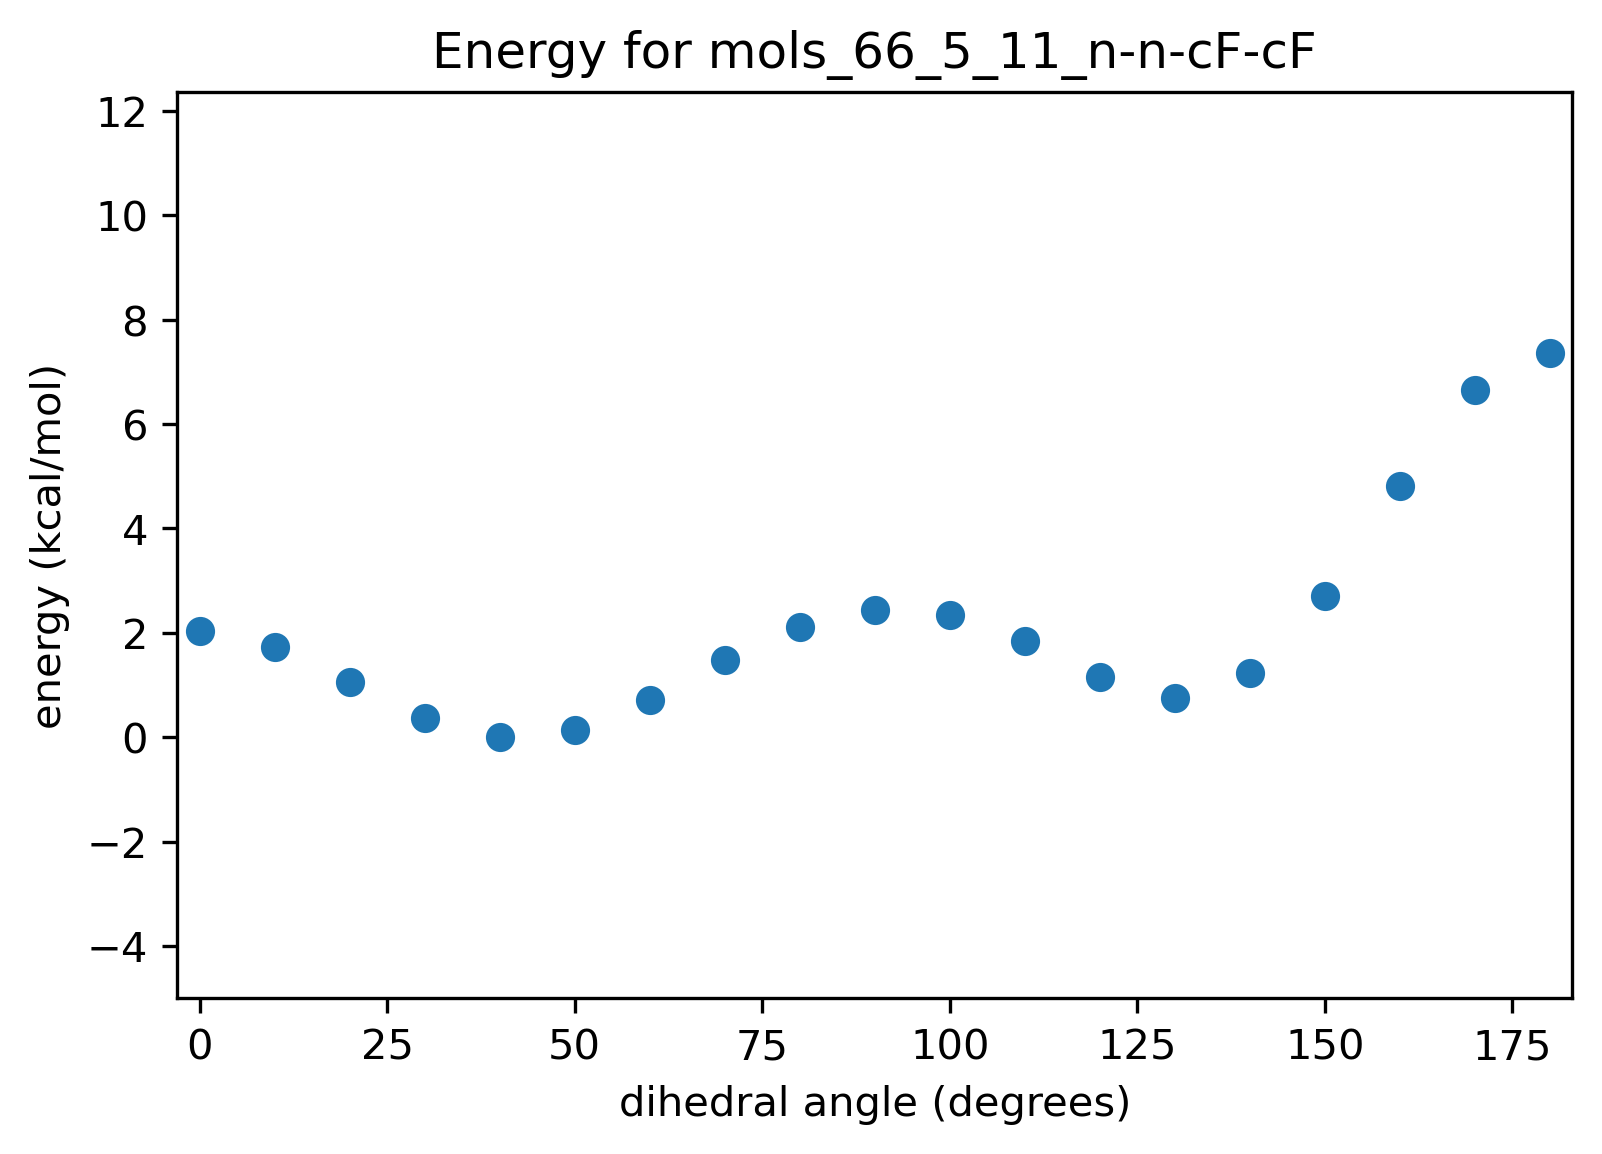 Energy for mols_66_5_11_n-n-cF-cF
12
10
8
6
4
2
0
−2
−4
energy (kcal/mol)
0 25 50 75 100 125 150 175
dihedral angle (degrees)